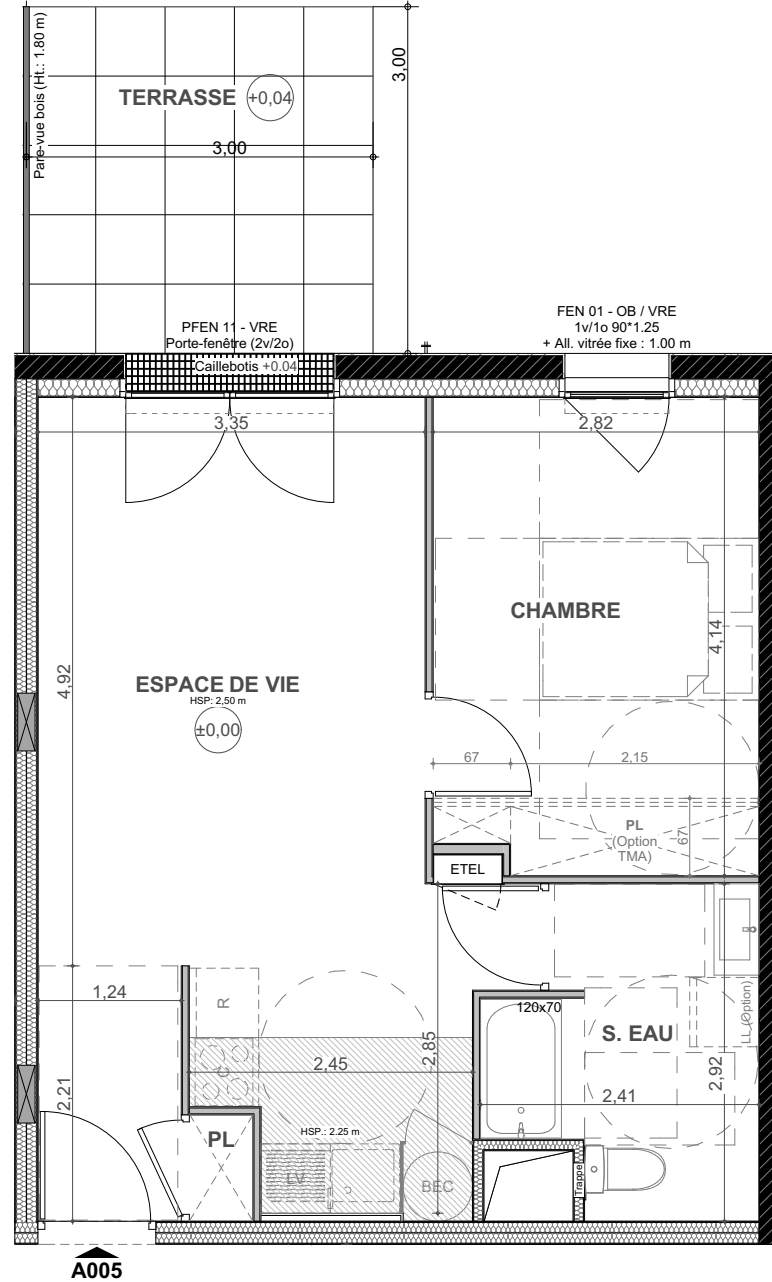 Pare-vue bois (Ht.: 1.80 m)
3,00
TERRASSE +0,04
3,00
PFEN 11 - VRE
Porte-fenêtre (2v/2o)
Caillebotis +0.04
FEN 01 - OB / VRE
1v/1o 90*1.25
+ All. vitrée fixe : 1.00 m
3,35
2,82
CHAMBRE
4,14
4,92
ESPACE DE VIE
HSP: 2,50 m
±0,00
67
2,15
PL
(Option
TMA)
67
ETEL
1,24
R
120x70
S. EAU
LL (Option)
2,85
2,45
C
2,92
2,21
2,41
PL
HSP.: 2.25 m
LV
BEC
Trappe
A005